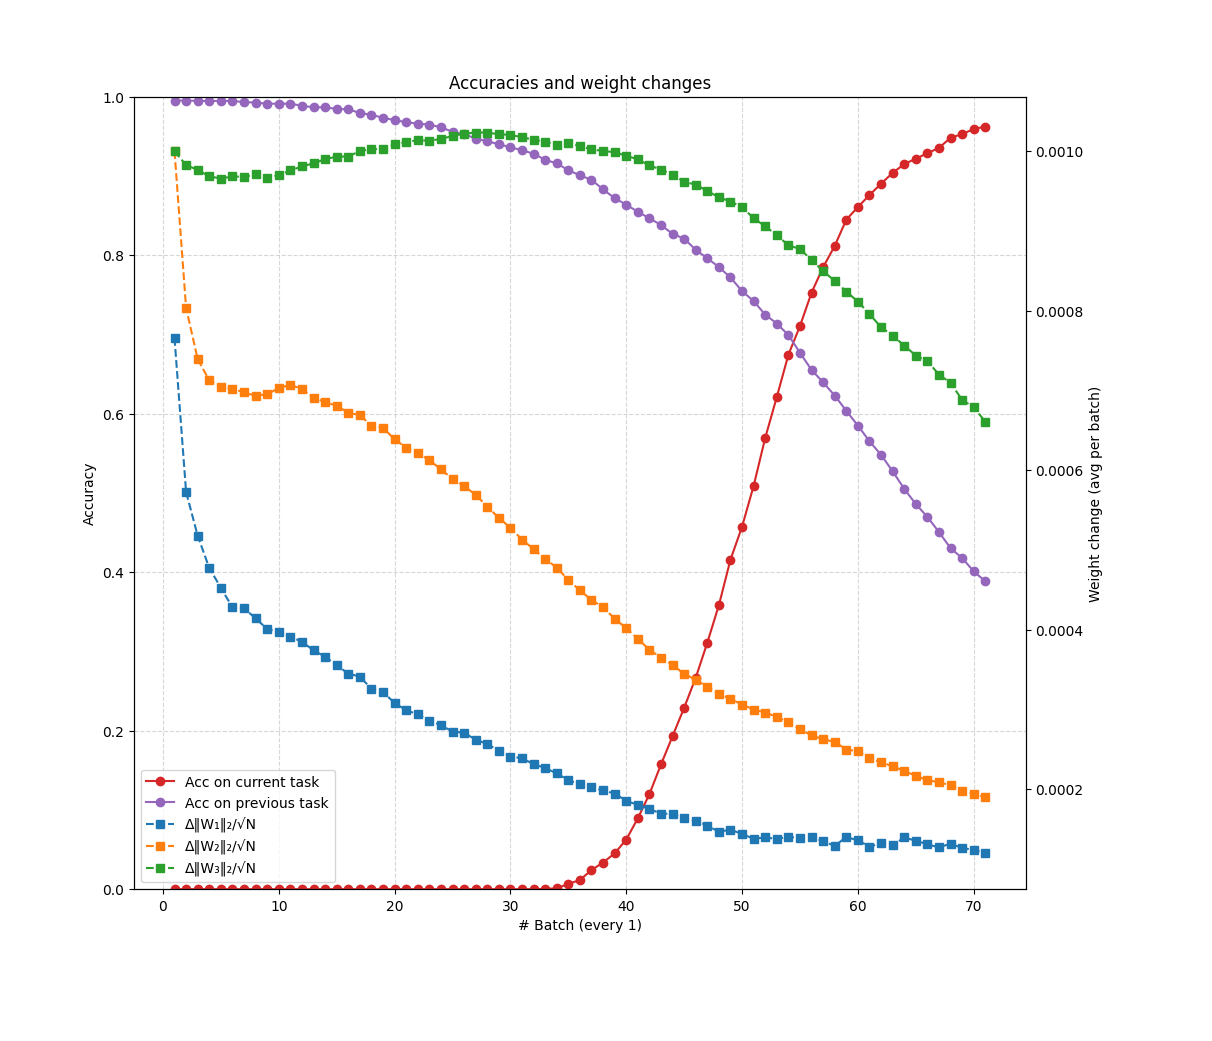 Accuracies and weight changes
1.0
0.8
0.6
0.4
0.2
0.0
Accuracy
0.0010
0.0008
0.0006
0.0004
0.0002
Weight change (avg per batch)
Acc on current task
Acc on previous task
Δ‖W₁‖₂/√N
Δ‖W₂‖₂/√N
Δ‖W₃‖₂/√N
0 10 20 30 40 50 60 70
# Batch (every 1)